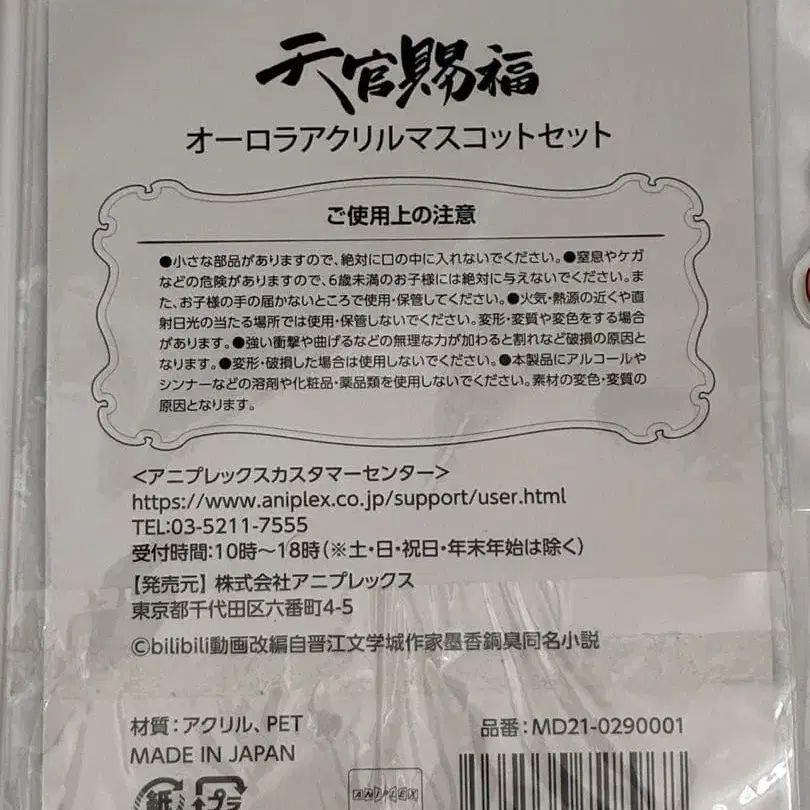 天官賜福
オーロラアクリルマスコットセット
ご使用上の注意
●小さな部品がありますので、絶対に口の中に入れないでください。●窒息やケガ
などの危険がありますので、6歳未満のお子様には絶対に与えないでください。ま
た、お子様の手の届かないところで使用・保管してください。●火気・熱源の近くや直
射日光の当たる場所では使用・保管しないでください。変形・変質や変色をする場合
があります。●強い衝撃や曲げるなどの無理な力が加わると割れなど破損の原因と
なります。●変形・破損した場合は使用しないでください。●本製品にアルコールや
シンナーなどの溶剤や化粧品・薬品類を使用しないでください。素材の変色・変質の
原因となります。
<アニプレックスカスタマーセンター>
https://www.aniplex.co.jp/support/user.html
TEL:03-5211-7555
受付時間:10時～18時(※土・日・祝日・年末年始は除く)
【発売元】株式会社アニプレックス
東京都千代田区六番町4-5
©bilibili動画改編自晋江文学城作家墨香銅臭同名小説
材質:アクリル、PET
品番:MD21-0290001
MADE IN JAPAN
紙
プラ
ANIPLEX